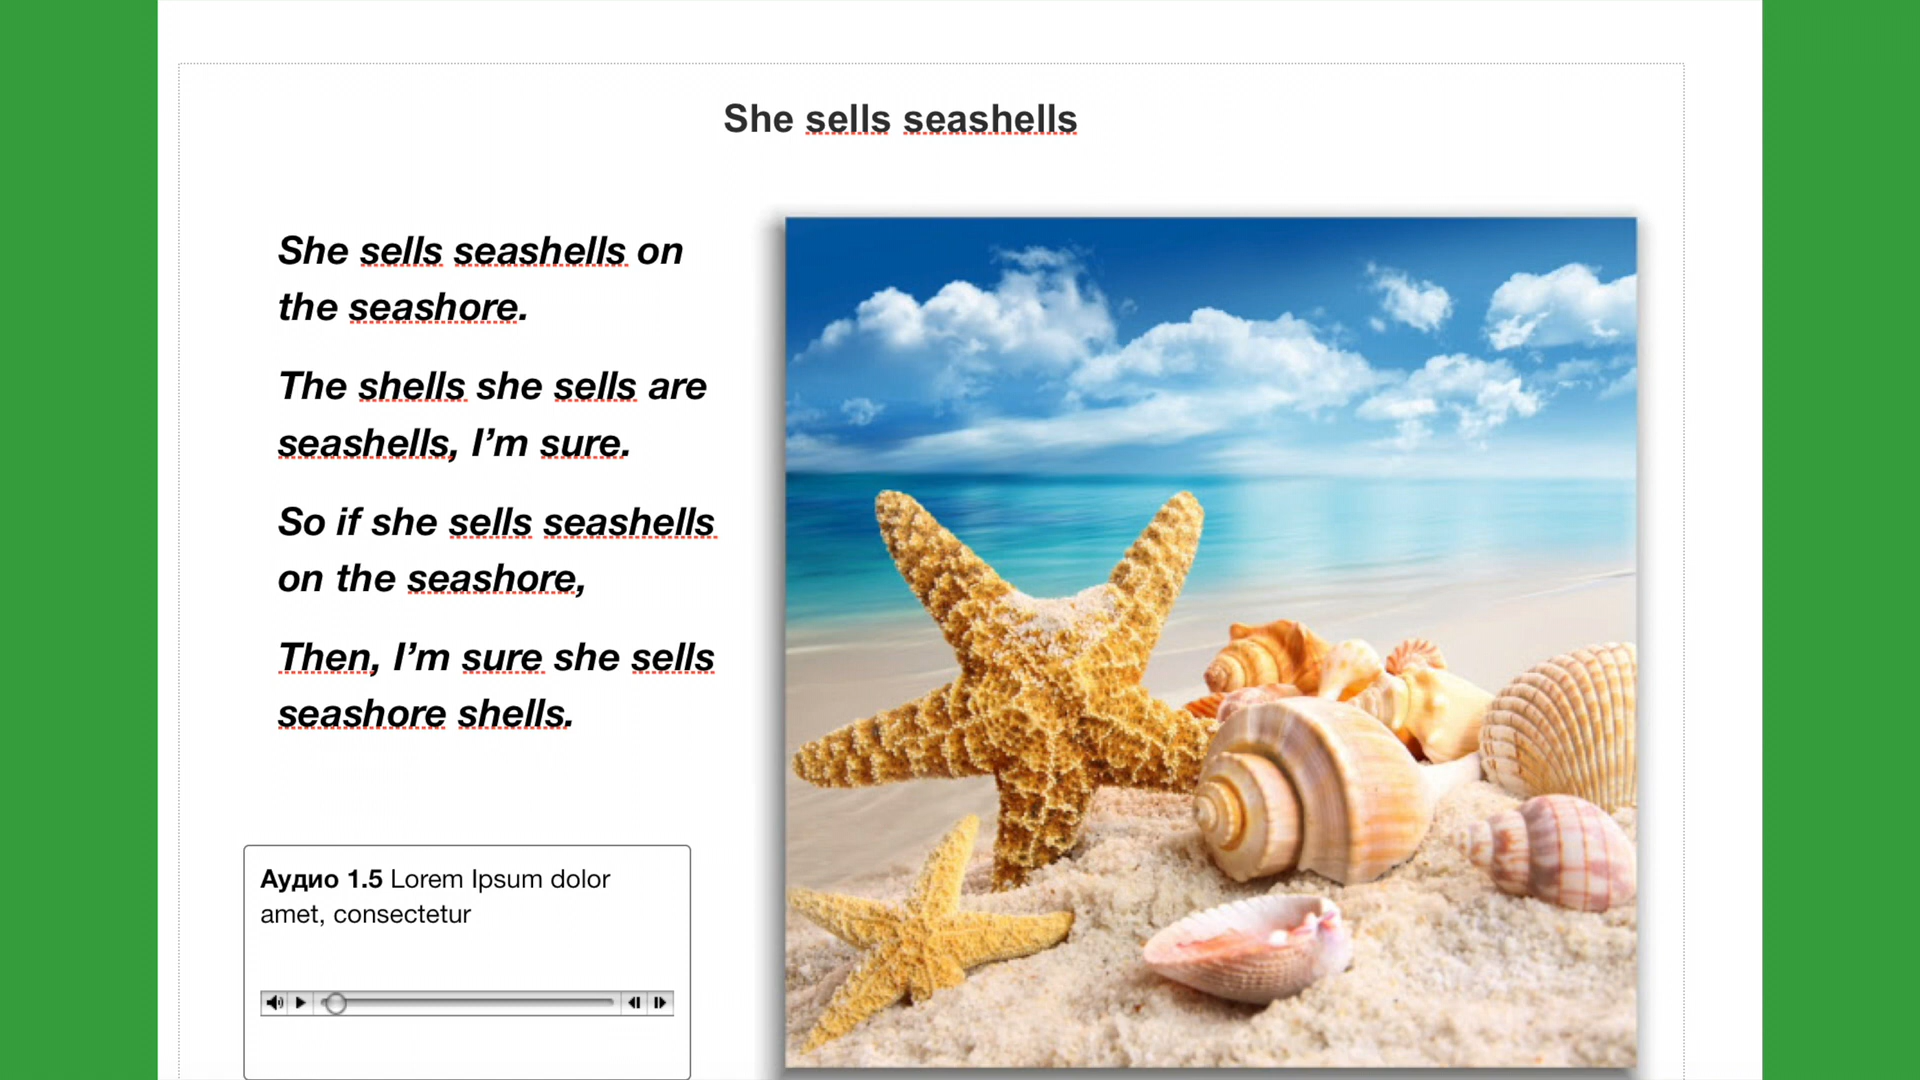 She sells seashells
She sells seashells on
the seashore.
The shells she sells are
seashells, I’m sure.
So if she sells seashells
on the seashore,
Then, I’m sure she sells
seashore shells.
Аудио 1.5 Lorem Ipsum dolor
amet, consectetur